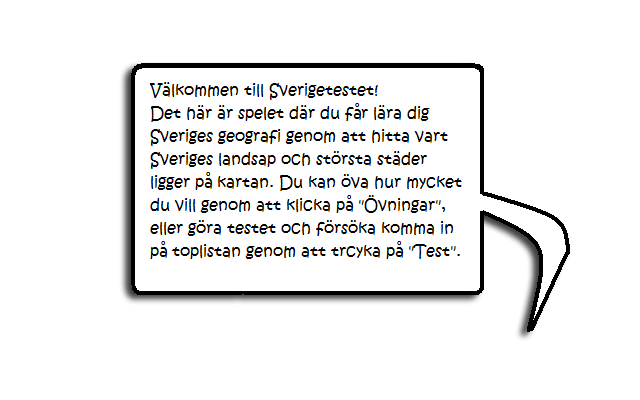 Välkommen till Sverigetestet!
Det här är spelet där du får lära dig
Sveriges geografi genom att hitta vart
Sveriges landsap och största städer
ligger på kartan. Du kan öva hur mycket
du vill genom att klicka på "Övningar",
eller göra testet och försöka komma in
på toplistan genom att trcyka på "Test".